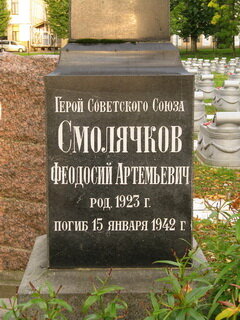 Герой Советского Союза
Смолячков
Феодосий Артемьевич
род. 1923 г.
погиб 15 января 1942 г.